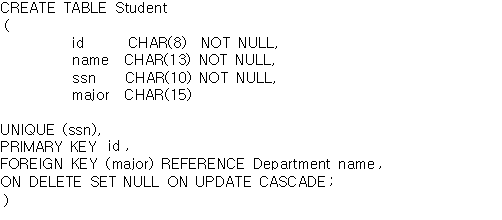 CREATE TABLE Student
(
id CHAR(8) NOT NULL,
name CHAR(13) NOT NULL,
ssn CHAR(10) NOT NULL,
major CHAR(15)
UNIQUE (ssn),
PRIMARY KEY id,
FOREIGN KEY (major) REFERENCE Department name,
ON DELETE SET NULL ON UPDATE CASCADE;
)